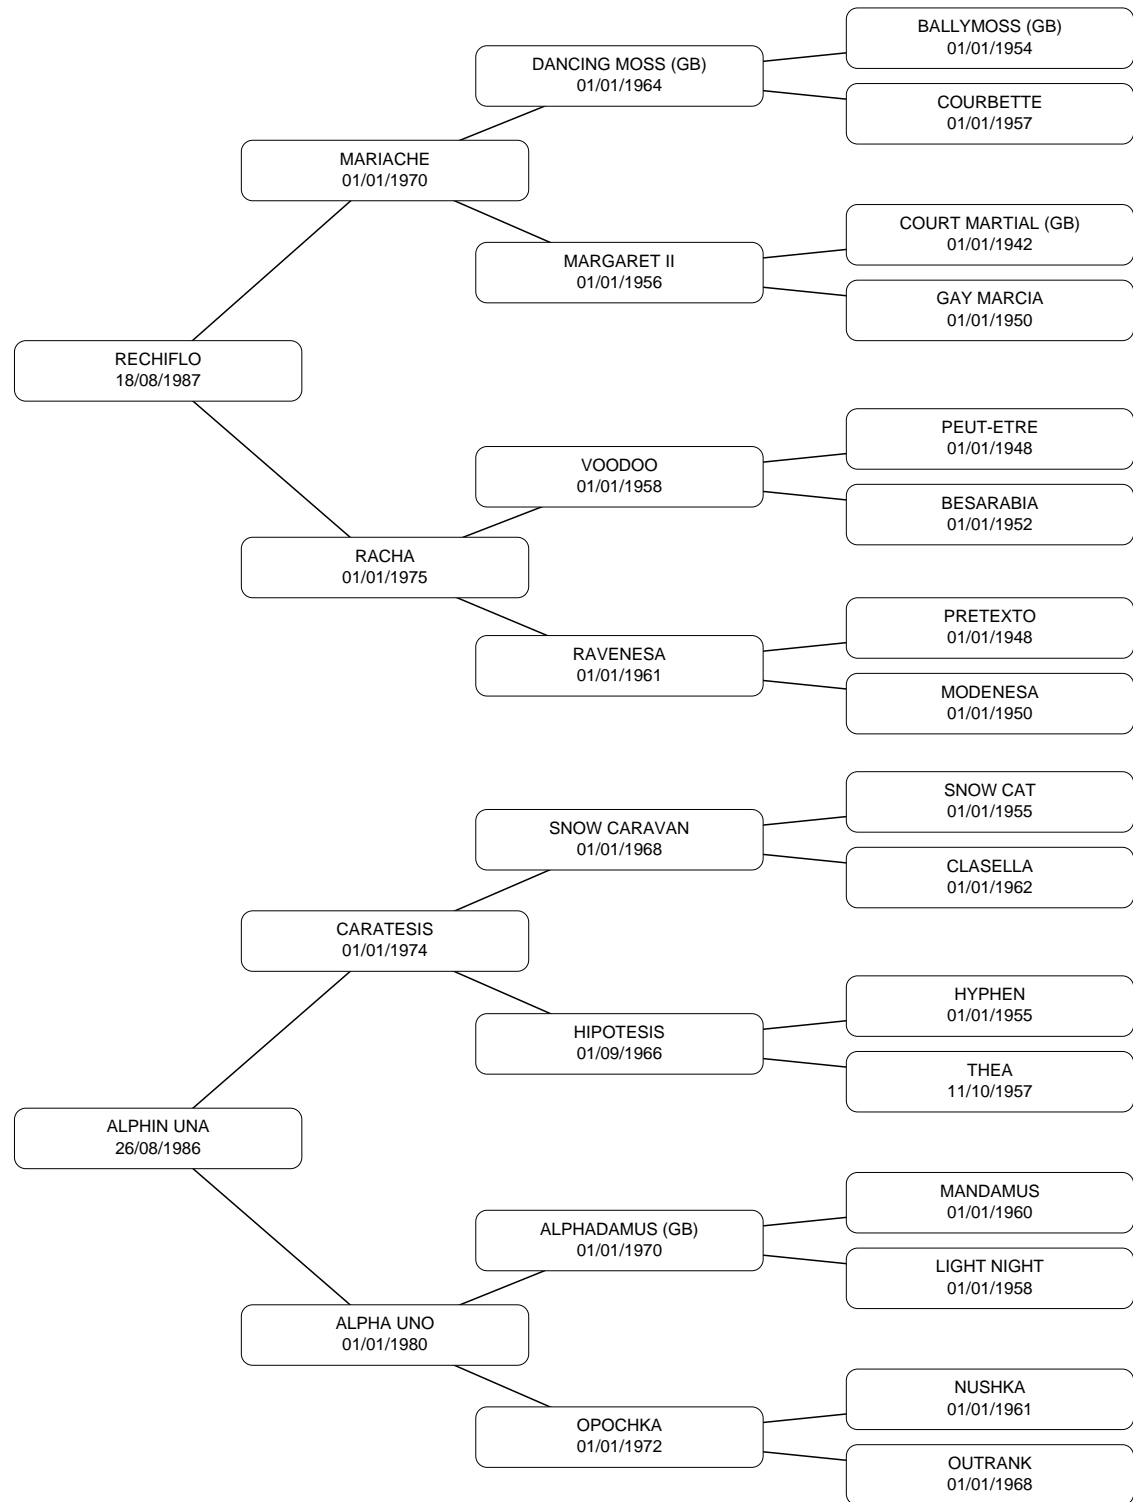 BALLYMOSS (GB)
01/01/1954
DANCING MOSS (GB)
01/01/1964
COURBETTE
01/01/1957
MARIACHE
01/01/1970
COURT MARTIAL (GB)
01/01/1942
MARGARET II
01/01/1956
GAY MARCIA
01/01/1950
RECHIFLO
18/08/1987
PEUT-ETRE
01/01/1948
VOODOO
01/01/1958
BESARABIA
01/01/1952
RACHA
01/01/1975
PRETEXTO
01/01/1948
RAVENESA
01/01/1961
MODENESA
01/01/1950
SNOW CAT
01/01/1955
SNOW CARAVAN
01/01/1968
CLASELLA
01/01/1962
CARATESIS
01/01/1974
HYPHEN
01/01/1955
HIPOTESIS
01/09/1966
THEA
11/10/1957
ALPHIN UNA
26/08/1986
MANDAMUS
01/01/1960
ALPHADAMUS (GB)
01/01/1970
LIGHT NIGHT
01/01/1958
ALPHA UNO
01/01/1980
NUSHKA
01/01/1961
OPOCHKA
01/01/1972
OUTRANK
01/01/1968